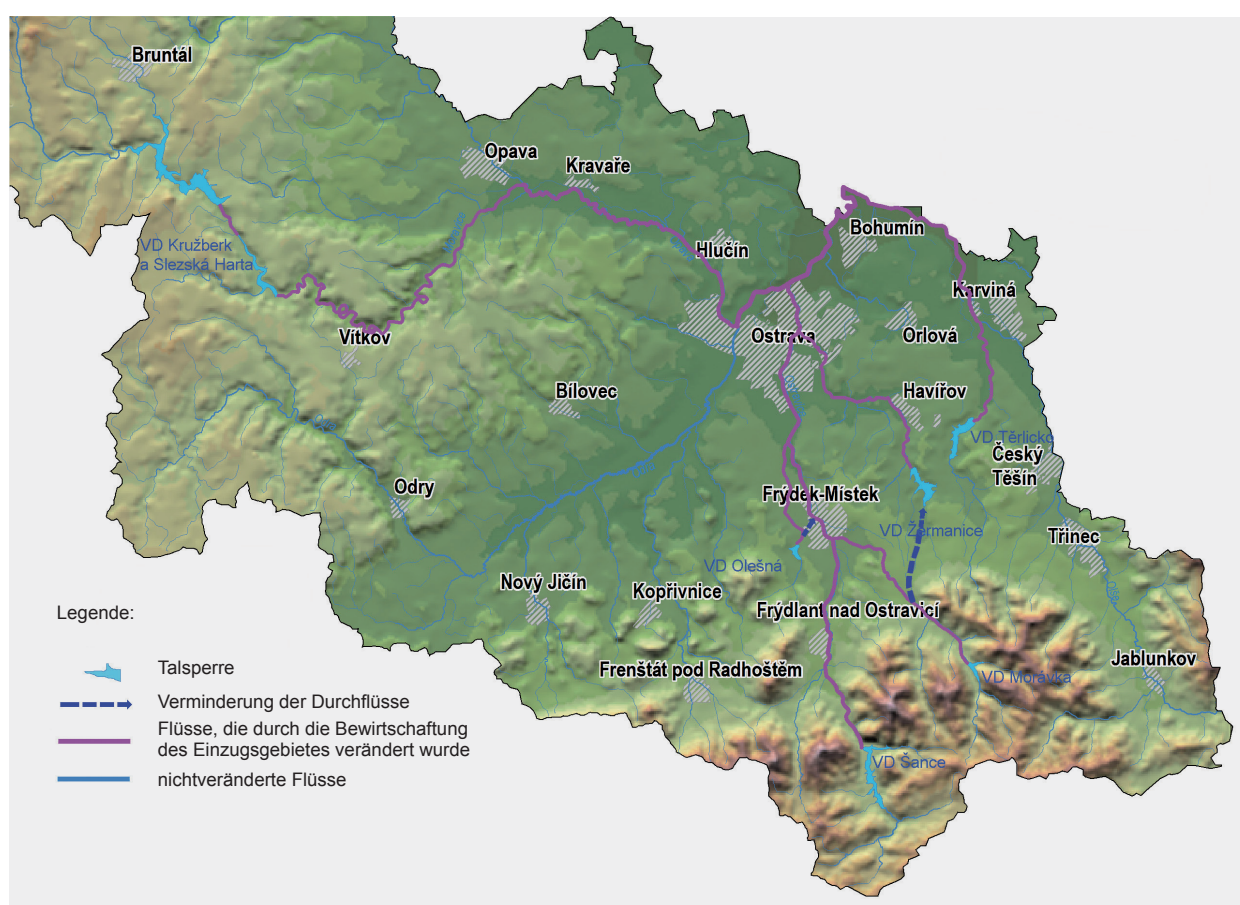 Bruntál
Opava
Kravaře
Bohumín
Hlučín
VD Kružberk
a Slezská Harta
Karviná
Vítkov
Ostrava
Orlová
Bílovec
Havířov
VD Těrlicko
Český
Těšín
Odry
Frýdek-Místek
VD Žermanice
Třinec
VD Olešná
Nový Jičín
Kopřivnice
Frýdlant nad Ostravicí
Frenštát pod Radhoštěm
Jablunkov
VD Morávka
VD Šance
Legende:
Talsperre
Verminderung der Durchflüsse
Flüsse, die durch die Bewirtschaftung
des Einzugsgebietes verändert wurde
nichtveränderte Flüsse